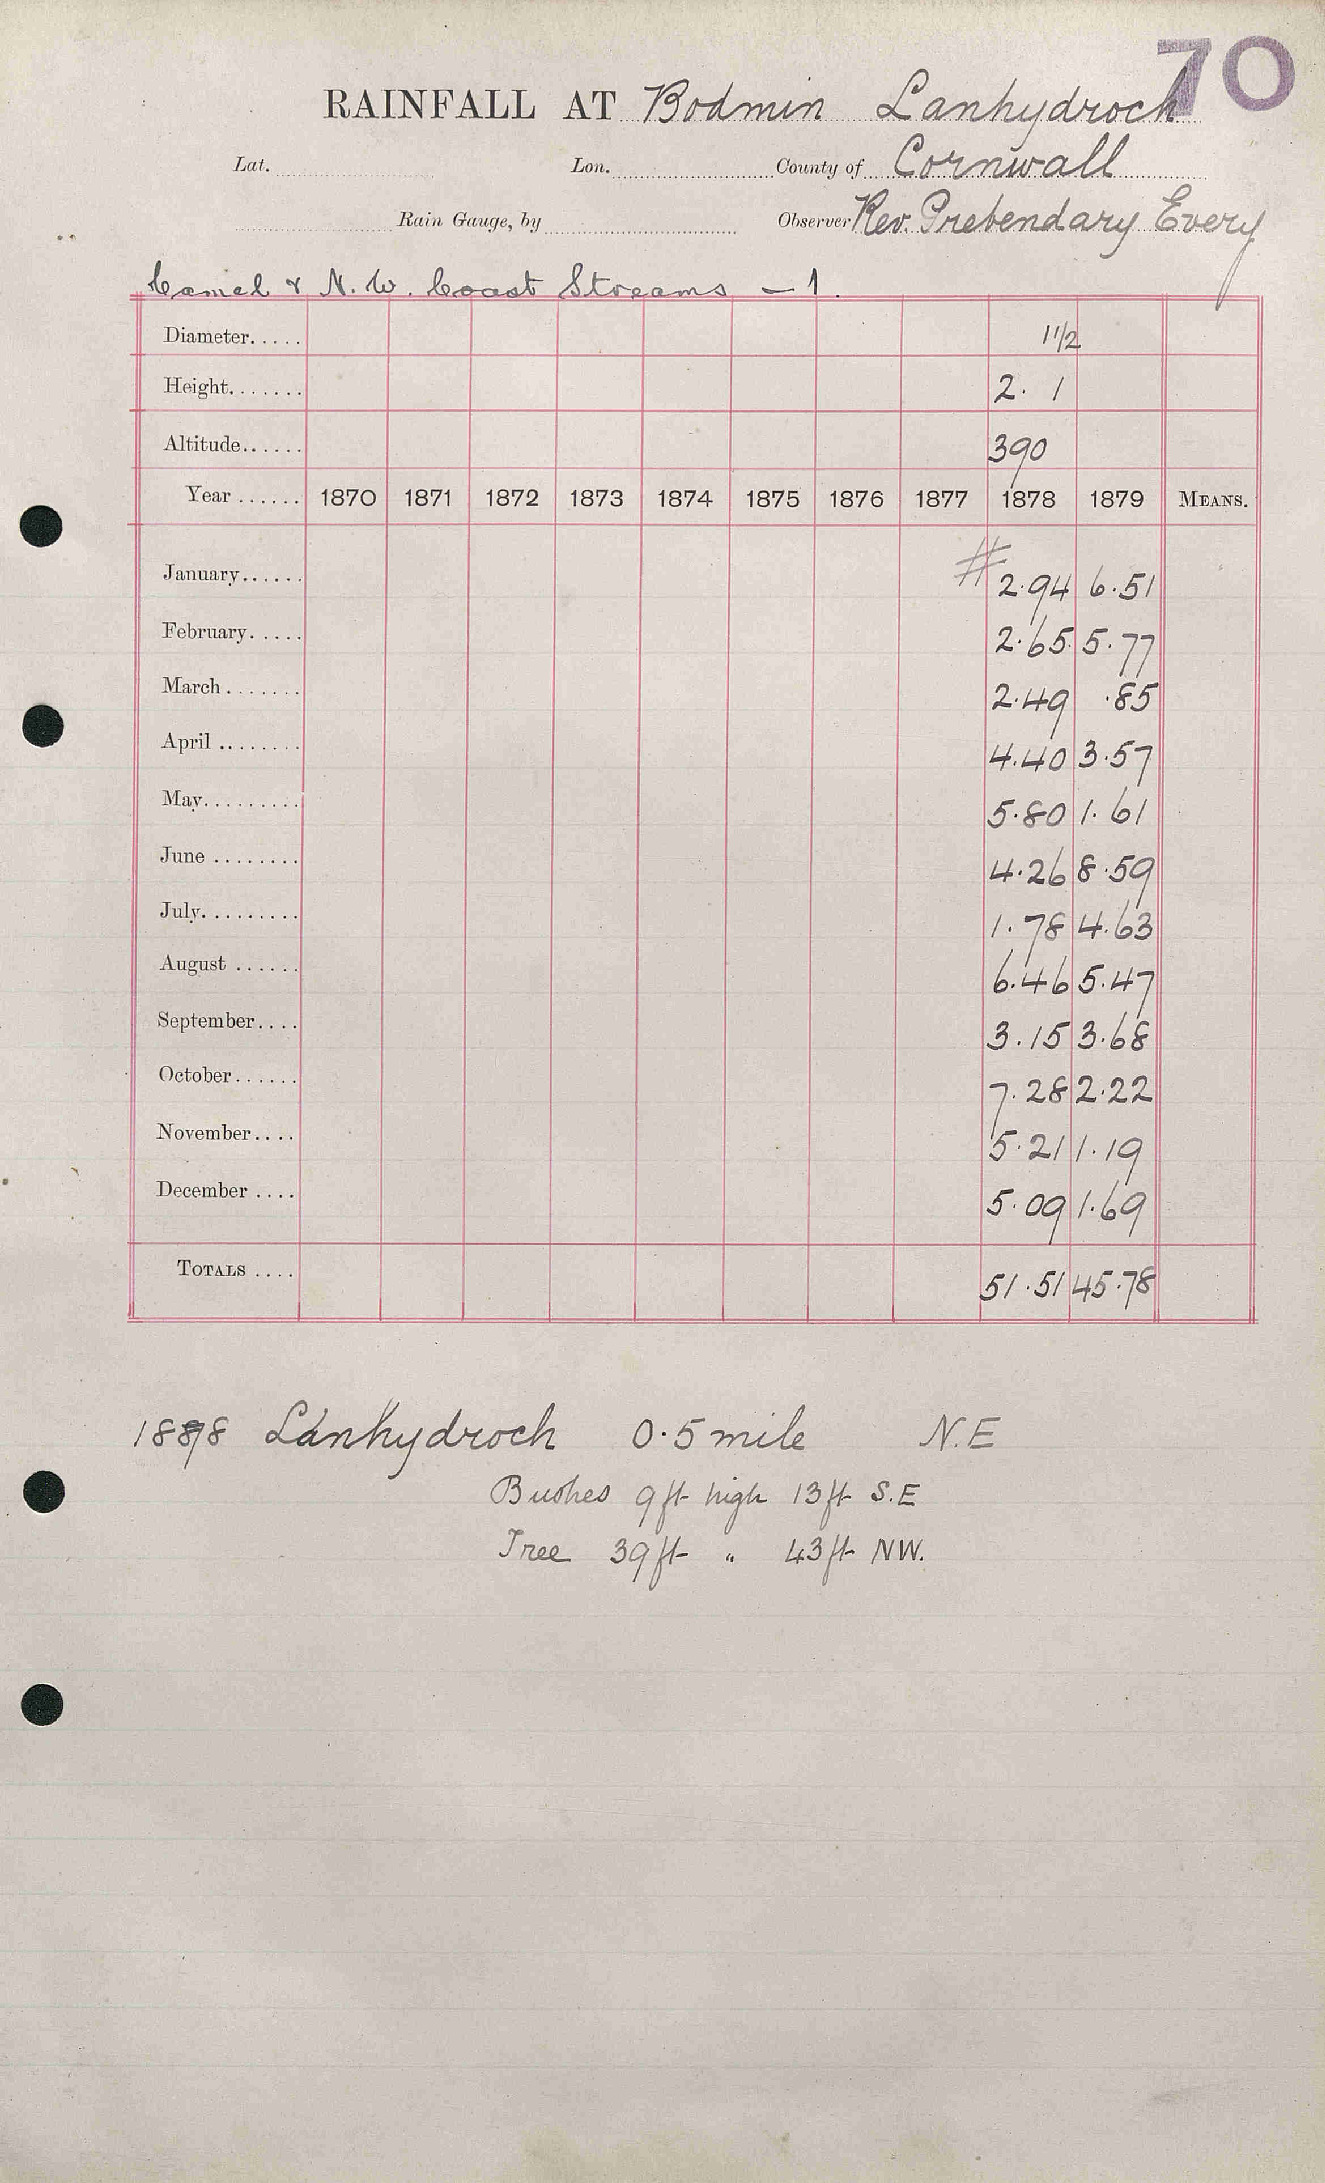 70
RAINFALL AT Bodmin Lanhydrock
Lat. Lon. County of Cornwall
Rain Gauge, by Observer Rev. Prebendary Every
Camel & N.W. Coast Streams - 1.
Diameter..... 11/2
Height....... 2. 1
Altitude...... 390
Year ...... 1870 1871 1872 1873 1874 1875 1876 1877 1878 1879 MEANS.
January...... # 2.94 6.51
February..... 2.65 5.77
March....... 2.49 .85
April ........ 4.40 3.57
May......... 5.80 1.61
June ........ 4.26 8.59
July......... 1.78 4.63
August ...... 6.46 5.47
September.... 3.15 3.68
October...... 7.28 2.22
November.... 5.21 1.19
December .... 5.09 1.69
TOTALS .... 51.51 45.78
Lanhydrock 0.5 mile N.E
Bushes 9ft high 13ft S.E
Tree 39ft " 43ft NW.